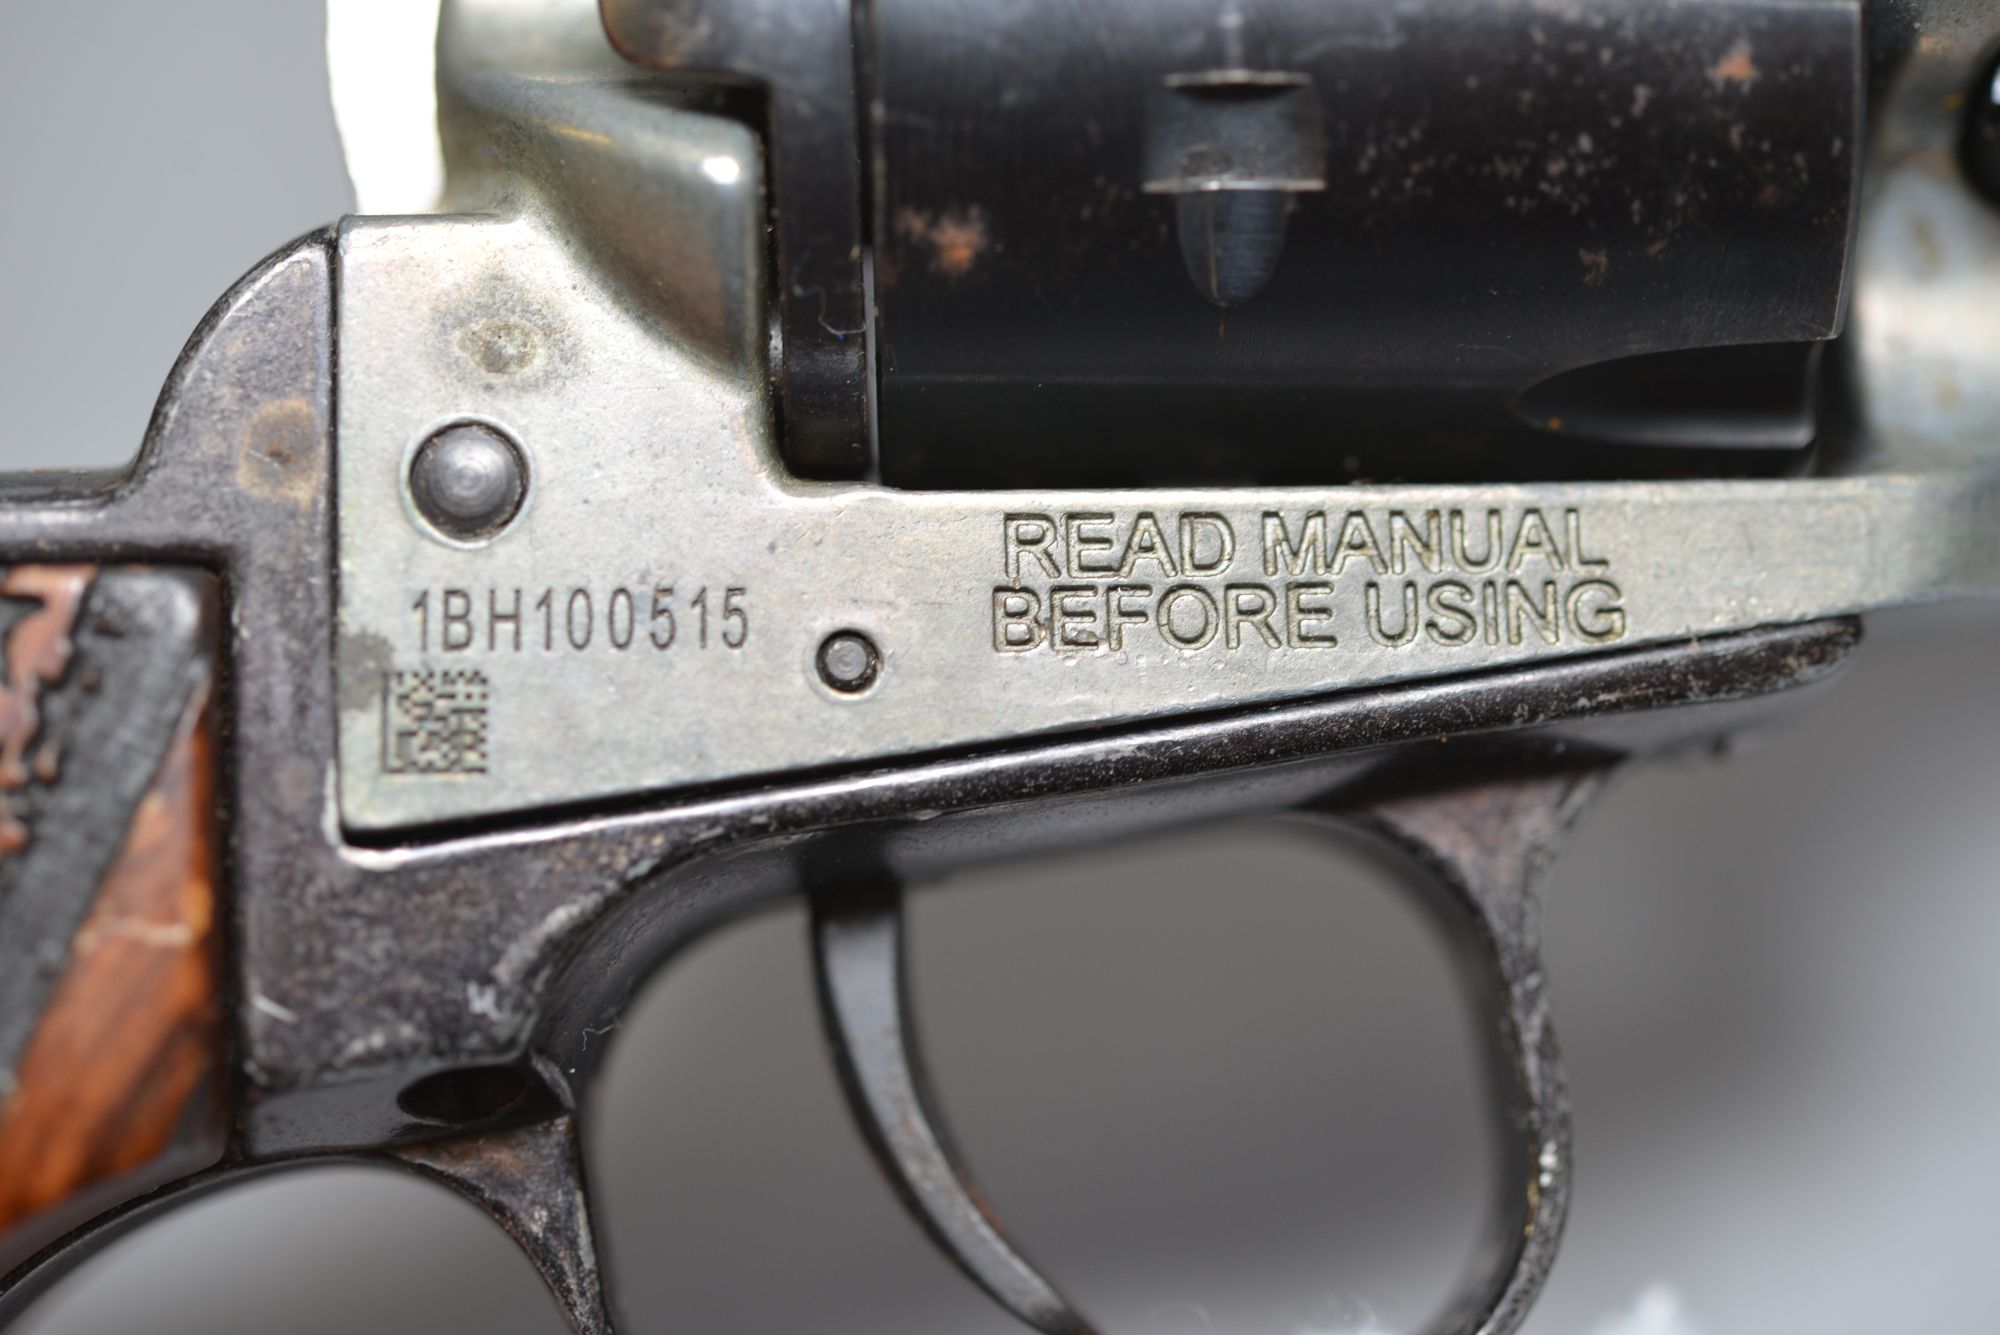 READ MANUAL
BEFORE USING
1BH100515